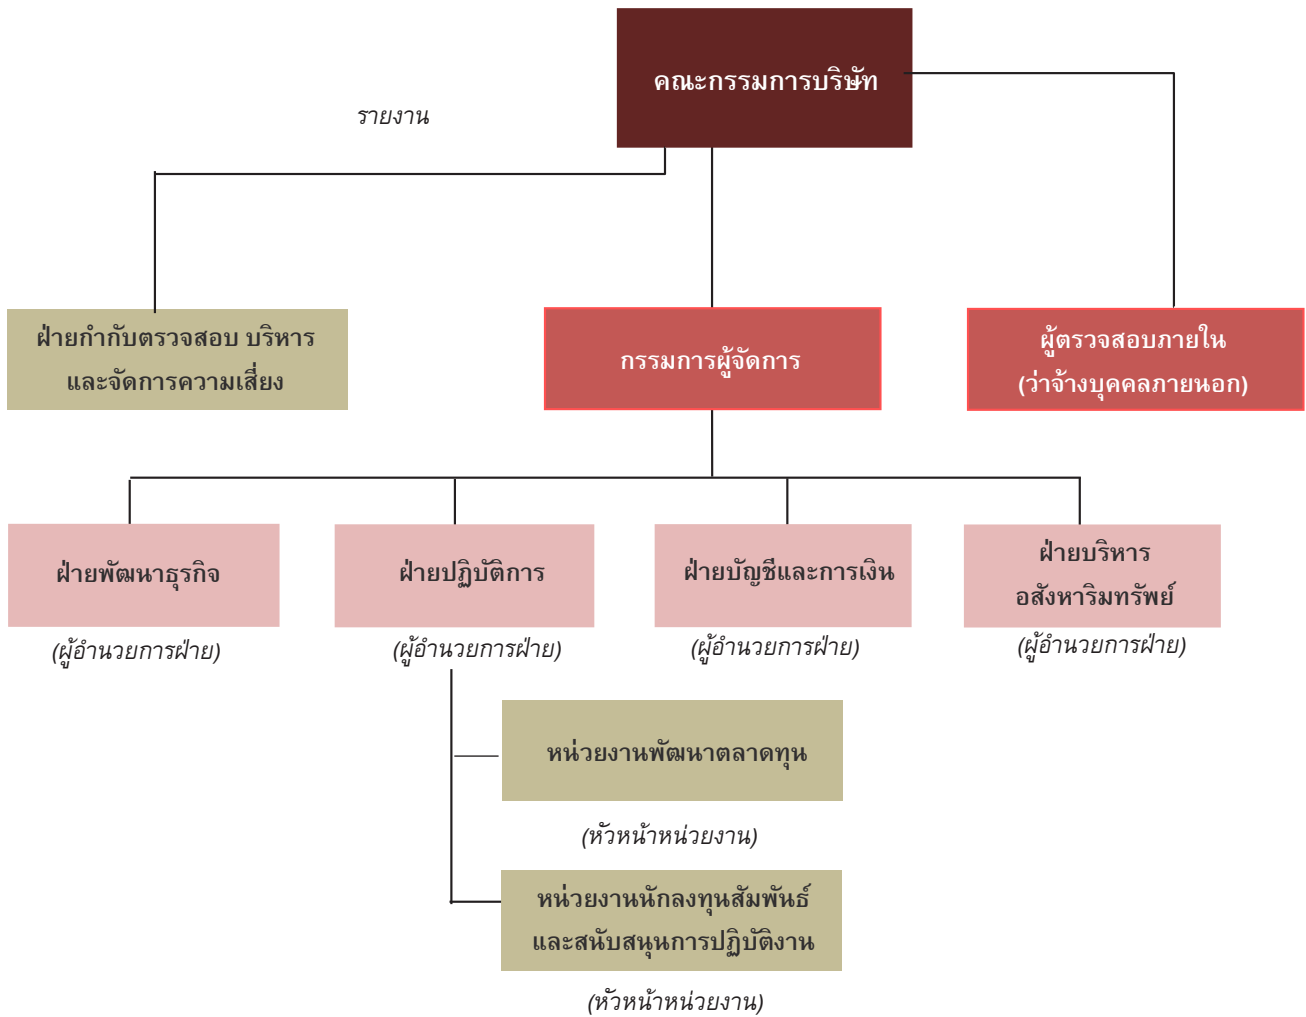 คณะกรรมการบริษัท
รายงาน
ฝ่ายกำกับตรวจสอบ บริหาร
และจัดการความเสี่ยง
กรรมการผู้จัดการ
ผู้ตรวจสอบภายใน
(ว่าจ้างบุคคลภายนอก)
ฝ่ายพัฒนาธุรกิจ
(ผู้อำนวยการฝ่าย)
ฝ่ายปฏิบัติการ
(ผู้อำนวยการฝ่าย)
ฝ่ายบัญชีและการเงิน
(ผู้อำนวยการฝ่าย)
ฝ่ายบริหาร
อสังหาริมทรัพย์
(ผู้อำนวยการฝ่าย)
หน่วยงานพัฒนาตลาดทุน
(หัวหน้าหน่วยงาน)
หน่วยงานนักลงทุนสัมพันธ์
และสนับสนุนการปฏิบัติงาน
(หัวหน้าหน่วยงาน)